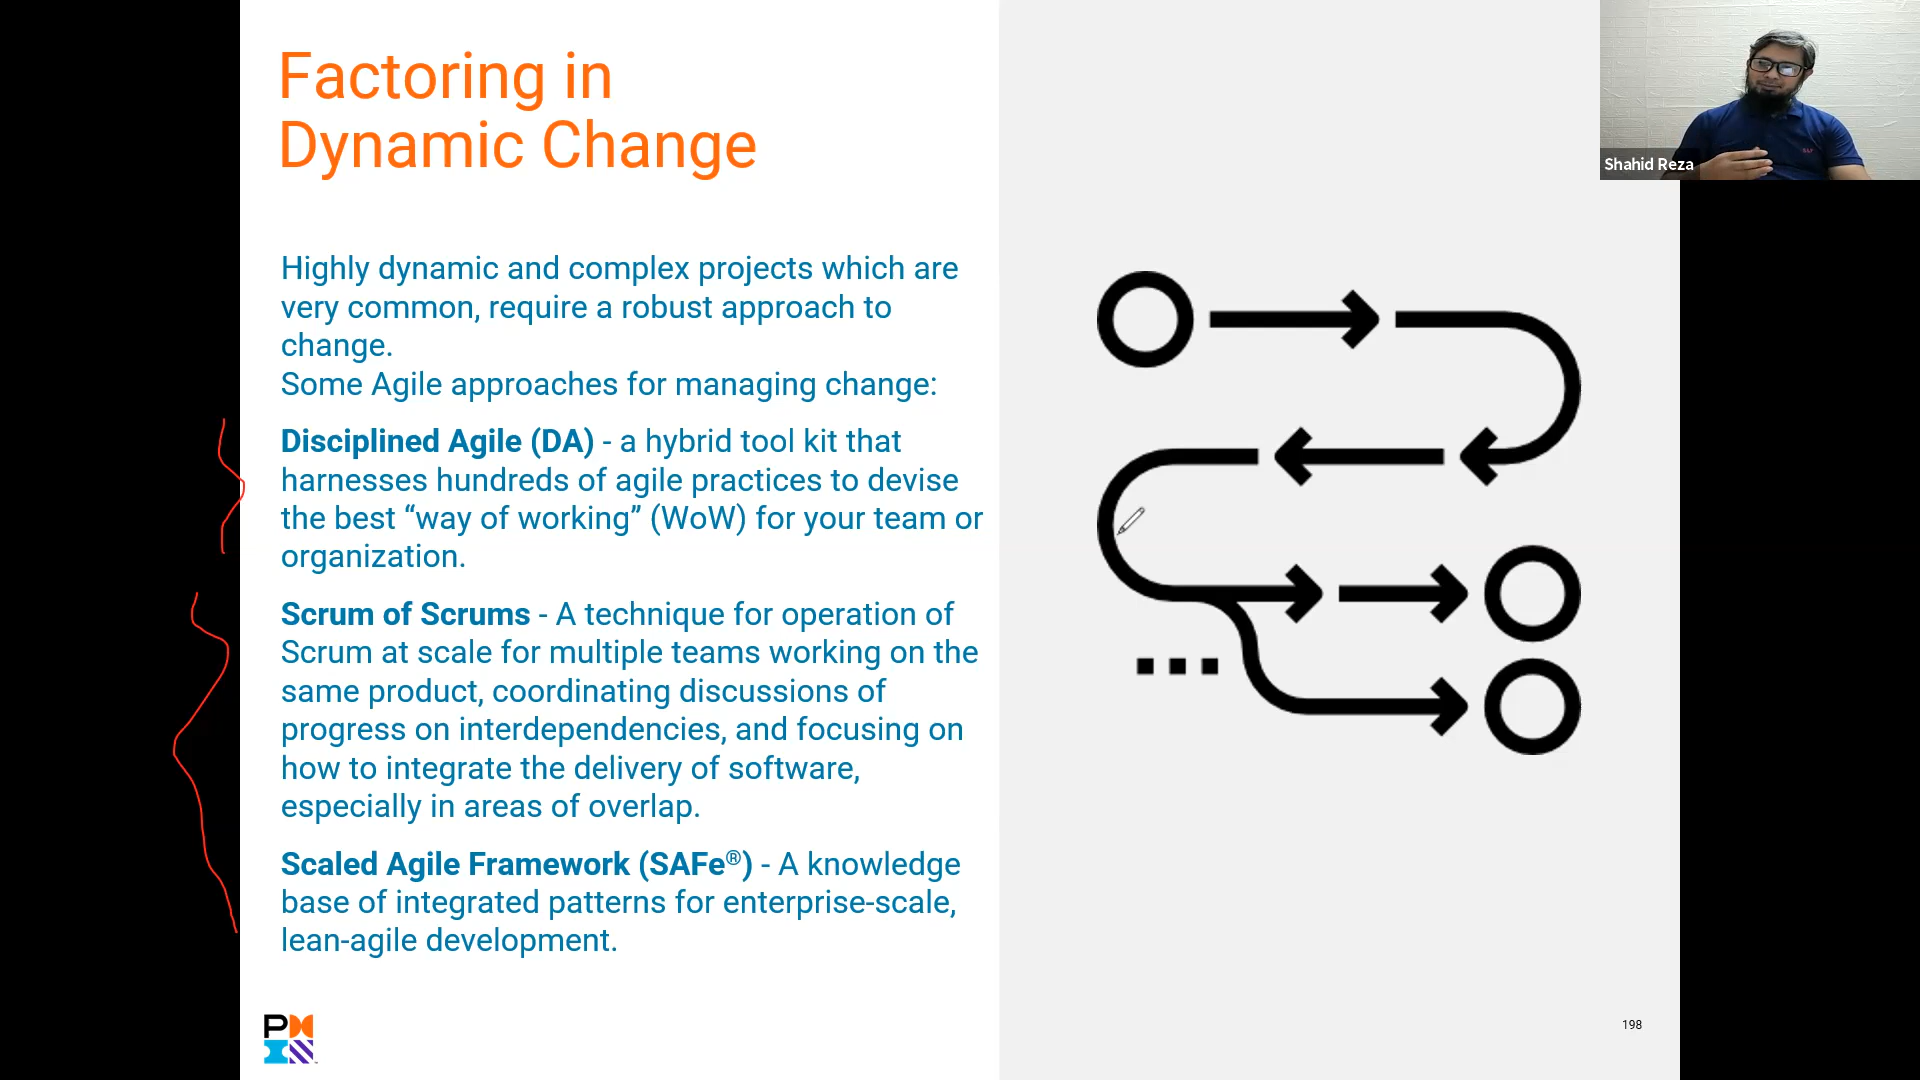 Factoring in
Dynamic Change
Shahid Reza
Highly dynamic and complex projects which are
very common, require a robust approach to
change.
Some Agile approaches for managing change:
Disciplined Agile (DA) - a hybrid tool kit that
harnesses hundreds of agile practices to devise
the best “way of working” (WoW) for your team or
organization.
Scrum of Scrums - A technique for operation of
Scrum at scale for multiple teams working on the
same product, coordinating discussions of
progress on interdependencies, and focusing on
how to integrate the delivery of software,
especially in areas of overlap.
Scaled Agile Framework (SAFe®) - A knowledge
base of integrated patterns for enterprise-scale,
lean-agile development.
198